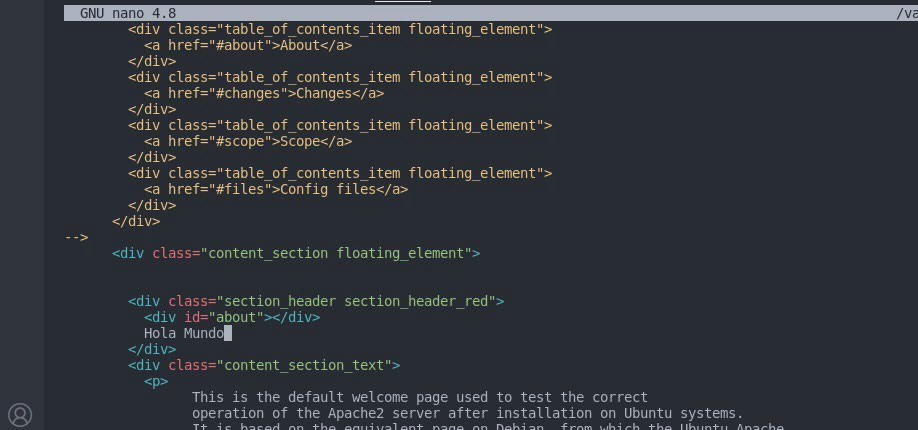 GNU nano 4.8 /va
<div class="table_of_contents_item floating_element">
<a href="#about">About</a>
</div>
<div class="table_of_contents_item floating_element">
<a href="#changes">Changes</a>
</div>
<div class="table_of_contents_item floating_element">
<a href="#scope">Scope</a>
</div>
<div class="table_of_contents_item floating_element">
<a href="#files">Config files</a>
</div>
</div>
-->
<div class="content_section floating_element">
<div class="section_header section_header_red">
<div id="about"></div>
Hola Mundo
</div>
<div class="content_section_text">
<p>
This is the default welcome page used to test the correct
operation of the Apache2 server after installation on Ubuntu systems.
It is based on the equivalent page on Debian, from which the Ubuntu Apache